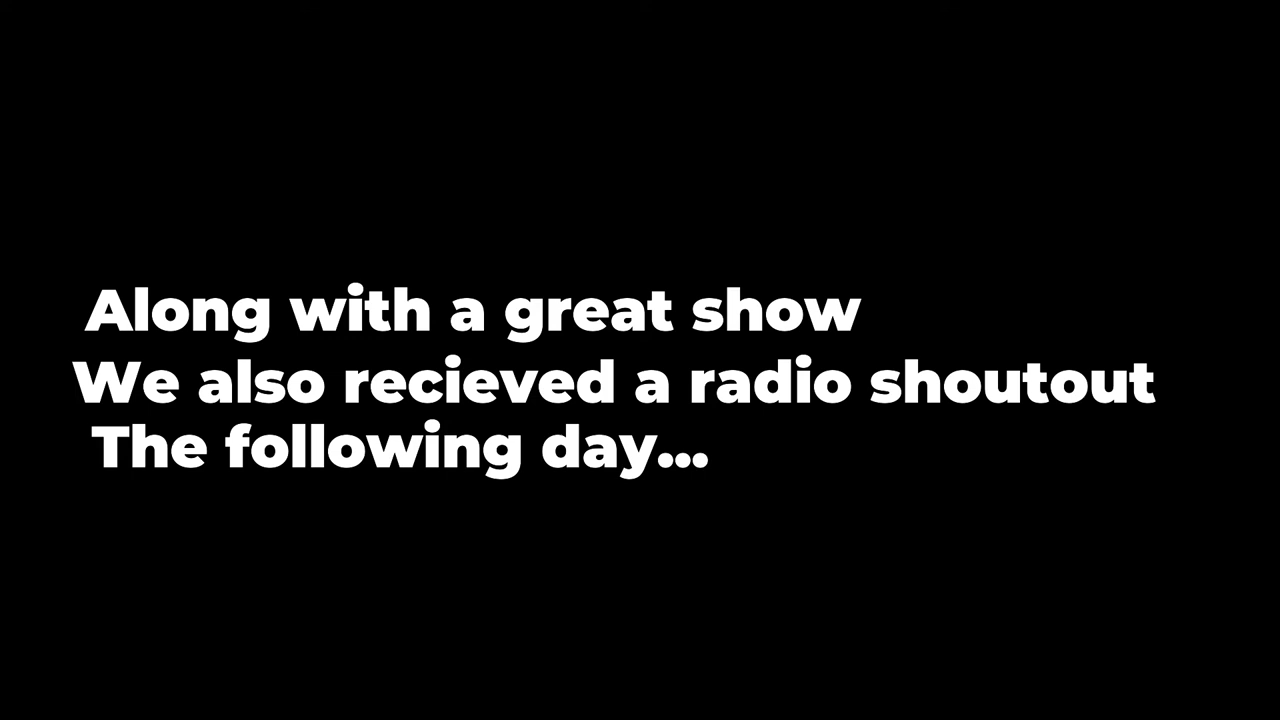 Along with a great show
We also recieved a radio shoutout
The following day...